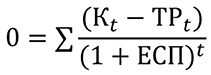 0 = ∑ (К_t − ТР_t) / (1 + ЕСП)^t